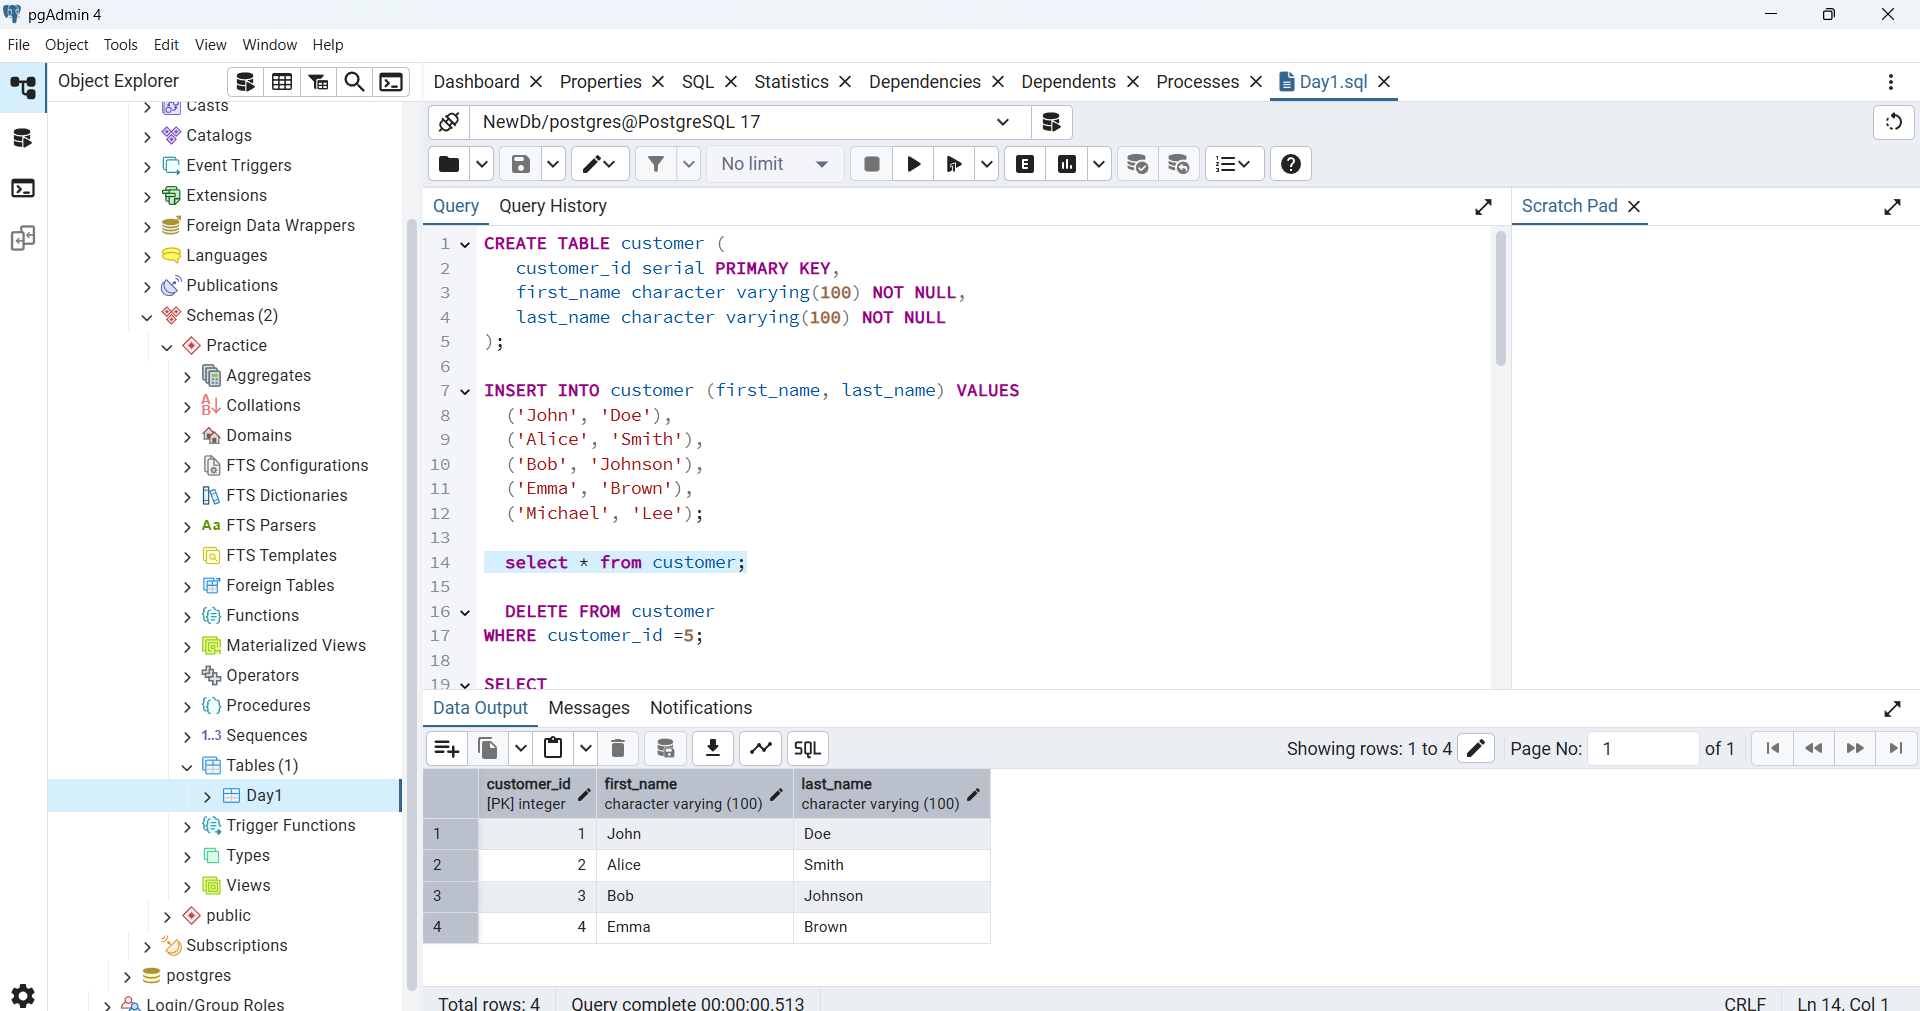 pgAdmin 4
File Object Tools Edit View Window Help
Object Explorer
Dashboard Properties SQL Statistics Dependencies Dependents Processes Day1.sql
Casts
Catalogs
Event Triggers
Extensions
Foreign Data Wrappers
Languages
Publications
Schemas (2)
Practice
Aggregates
Collations
Domains
FTS Configurations
FTS Dictionaries
Aa FTS Parsers
FTS Templates
Foreign Tables
Functions
Materialized Views
Operators
Procedures
1..3 Sequences
Tables (1)
Day1
Trigger Functions
Types
Views
public
Subscriptions
postgres
Login/Group Roles
NewDb/postgres@PostgreSQL 17
No limit
E
Query Query History
Scratch Pad
1 CREATE TABLE customer (
2 customer_id serial PRIMARY KEY,
3 first_name character varying(100) NOT NULL,
4 last_name character varying(100) NOT NULL
5 );
6
7 INSERT INTO customer (first_name, last_name) VALUES
8 ('John', 'Doe'),
9 ('Alice', 'Smith'),
10 ('Bob', 'Johnson'),
11 ('Emma', 'Brown'),
12 ('Michael', 'Lee');
13
14 select * from customer;
15
16 DELETE FROM customer
17 WHERE customer_id =5;
18
19 SELECT
Data Output Messages Notifications
SQL
Showing rows: 1 to 4 Page No: 1 of 1
customer_id first_name last_name
[PK] integer character varying (100) character varying (100)
1 1 John Doe
2 2 Alice Smith
3 3 Bob Johnson
4 4 Emma Brown
Total rows: 4 Query complete 00:00:00.513 CRLF Ln 14, Col 1